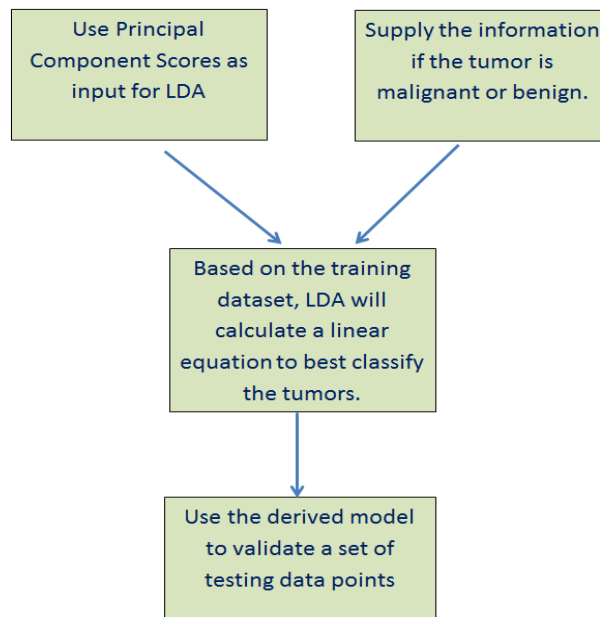 Use Principal
Component Scores as
input for LDA
Supply the information
if the tumor is
malignant or benign.
Based on the training
dataset, LDA will
calculate a linear
equation to best classify
the tumors.
Use the derived model
to validate a set of
testing data points